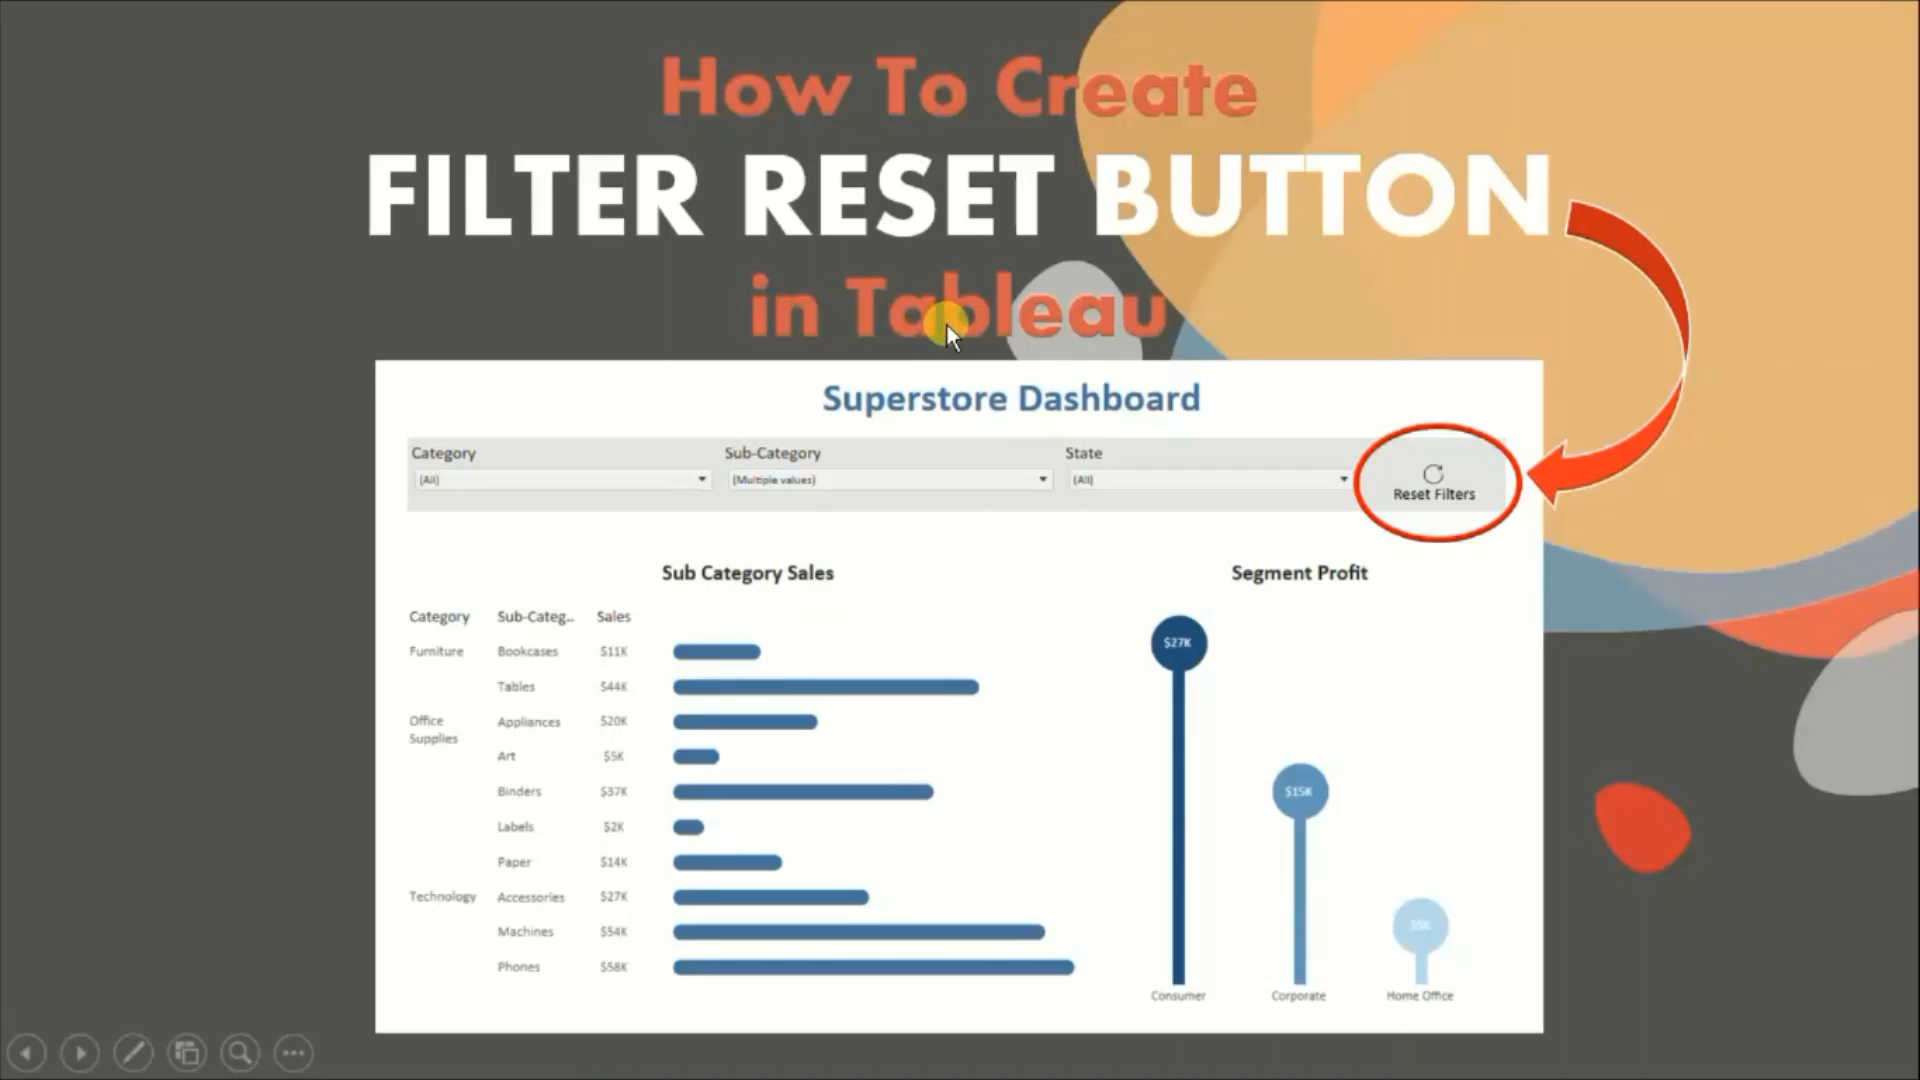 How To Create
FILTER RESET BUTTON
in Tableau
Superstore Dashboard
Category Sub-Category State
(All) (Multiple values) (All)
Reset Filters
Sub Category Sales Segment Profit
Category Sub-Categ.. Sales
Furniture Bookcases $11K
Tables $44K
Office Supplies Appliances $20K
Art $5K
Binders $37K
Labels $2K
Paper $14K
Technology Accessories $27K
Machines $54K
Phones $58K
$27K
$15K
Consumer Corporate Home Office